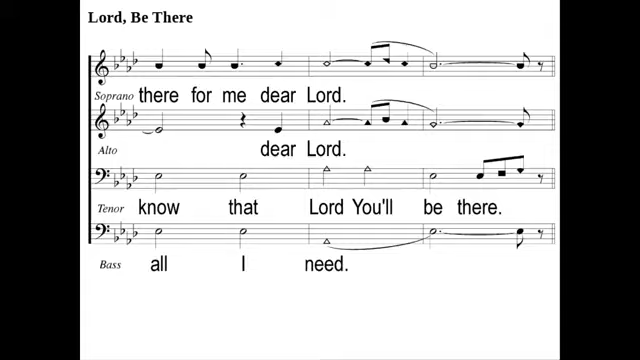 Lord, Be There
Soprano there for me dear Lord.
Alto dear Lord.
Tenor know that Lord You'll be there.
Bass all I need.